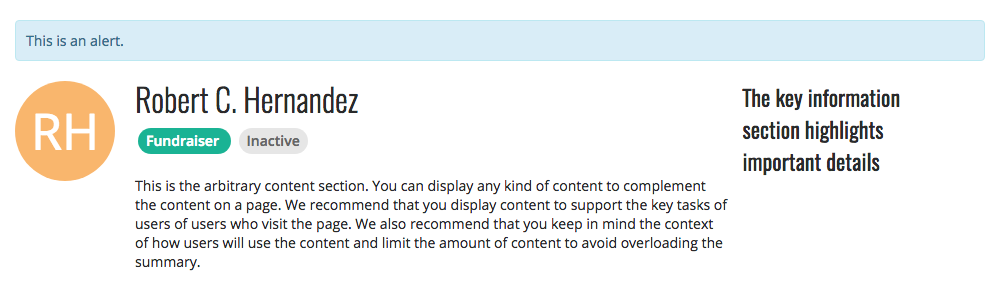 This is an alert.
RH
Robert C. Hernandez
Fundraiser Inactive
This is the arbitrary content section. You can display any kind of content to complement
the content on a page. We recommend that you display content to support the key tasks of
users of users who visit the page. We also recommend that you keep in mind the context
of how users will use the content and limit the amount of content to avoid overloading the
summary.
The key information
section highlights
important details